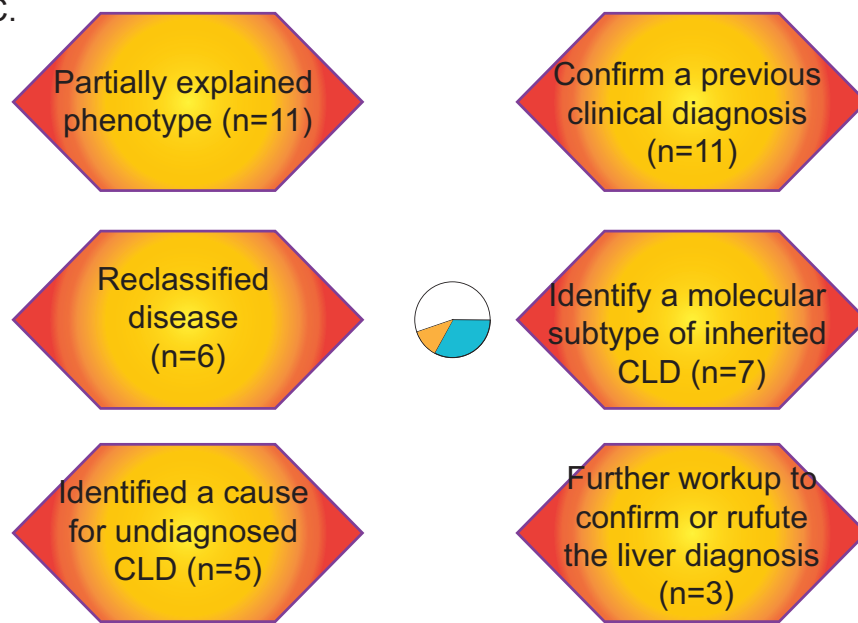 C.
Partially explained
phenotype (n=11)
Confirm a previous
clinical diagnosis
(n=11)
Reclassified
disease
(n=6)
Identify a molecular
subtype of inherited
CLD (n=7)
Identified a cause
for undiagnosed
CLD (n=5)
Further workup to
confirm or rufute
the liver diagnosis
(n=3)